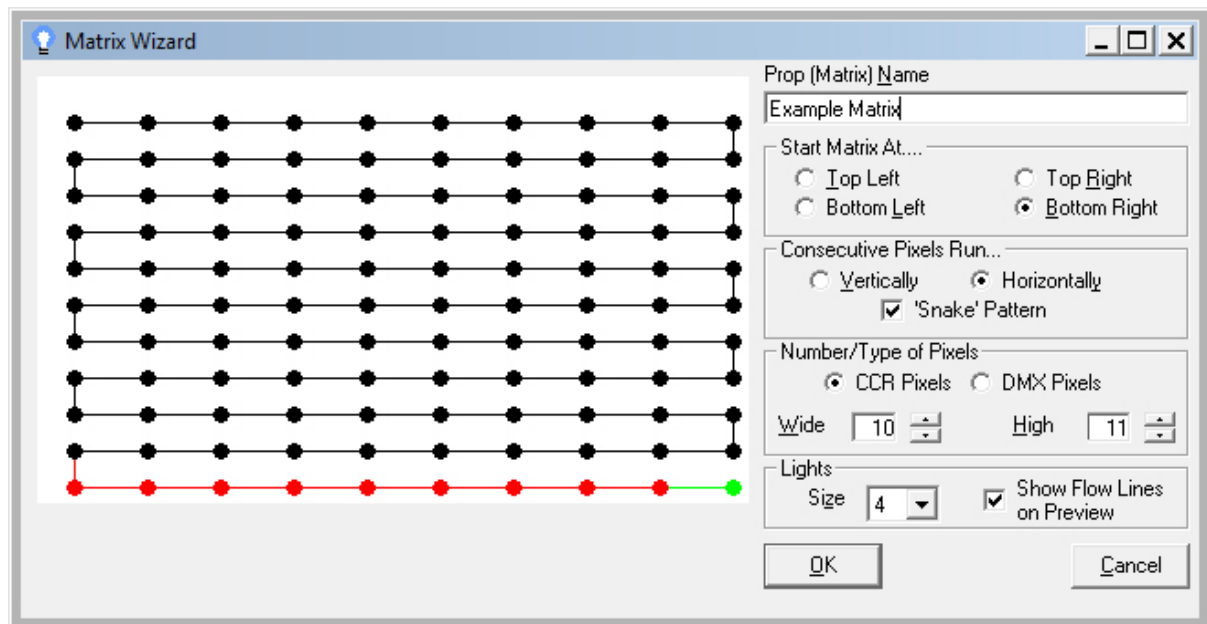 Matrix Wizard
Prop (Matrix) Name
Example Matrix
Start Matrix At....
Top Left
Top Right
Bottom Left
Bottom Right
Consecutive Pixels Run...
Vertically
Horizontally
'Snake' Pattern
Number/Type of Pixels
CCR Pixels
DMX Pixels
Wide 10
High 11
Lights
Size 4
Show Flow Lines
on Preview
OK
Cancel